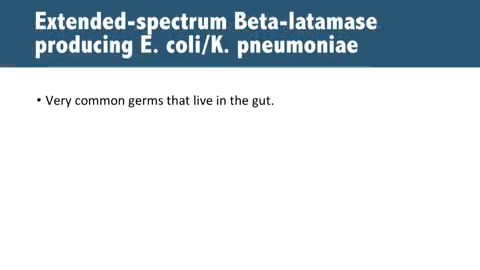 Extended-spectrum Beta-latamase
producing E. coli/K. pneumoniae
• Very common germs that live in the gut.